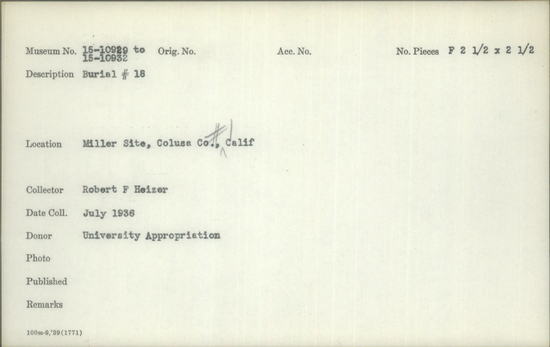 Museum No. 15-10929 to Orig. No. Acc. No. No. Pieces F 2 1/2 x 2 1/2
15-10932
Description Burial # 18
#1
Location Miller Site, Colusa Co., Calif
Collector Robert F Heizer
Date Coll. July 1936
Donor University Appropriation
Photo
Published
Remarks
100m-9,'39(1771)